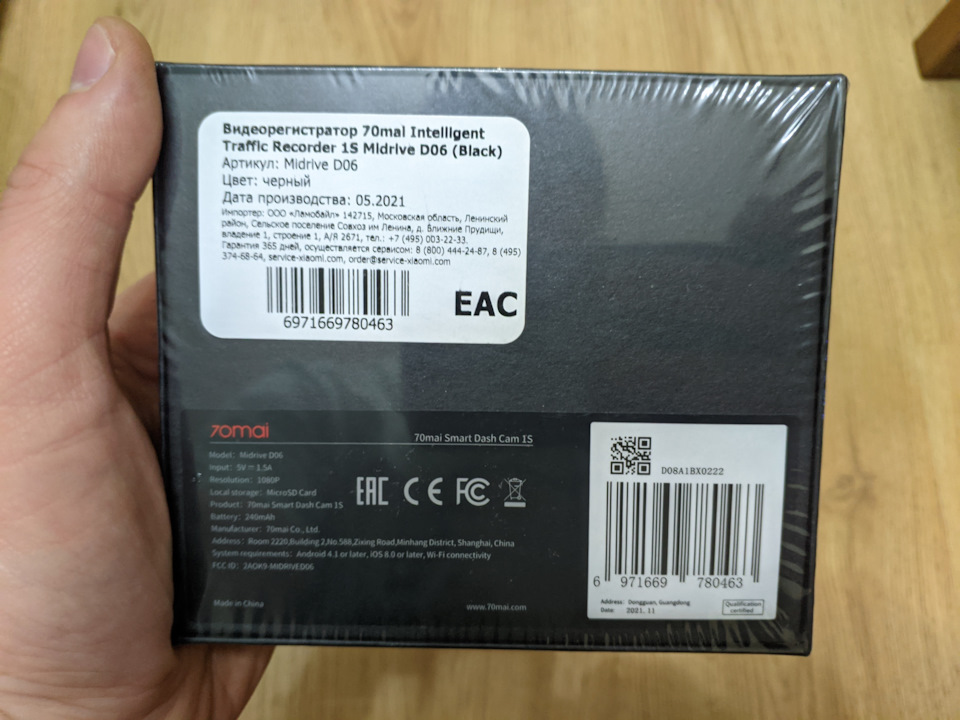 Видеорегистратор 70mai Intelligent
Traffic Recorder 1S Midrive D06 (Black)
Артикул: Midrive D06
Цвет: черный
Дата производства: 05.2021
Импортер: ООО «Ламобайл» 142715, Московская область, Ленинский
район, Сельское поселение Совхоз им Ленина, д. Ближние Прудищи,
владение 1, строение 1, А/Я 2671, тел.: +7 (495) 003-22-33.
Гарантия 365 дней, осуществляется сервисом: 8 (800) 444-24-87, 8 (495)
374-68-64, service-xiaomi.com, order@service-xiaomi.com
6971669780463
EAC
70mai
70mai Smart Dash Cam 1S
Model: Midrive D06
Input: 5V⎓1.5A
Resolution: 1080P
Local storage: MicroSD Card
Product: 70mai Smart Dash Cam 1S
Battery: 240mAh
Manufacturer: 70mai Co., Ltd.
Address: Room 2220,Building 2,No.588,Zixing Road,Minhang District, Shanghai, China
System requirements: Android 4.1 or later, iOS 8.0 or later, Wi-Fi connectivity
FCC ID: 2AOK9-MIDRIVED06
EAC CE FC
Made in China
www.70mai.com
D08A1BX0222
6 971669 780463
Address: Dongguan, Guangdong
Date: 2021.11
Qualification
certified